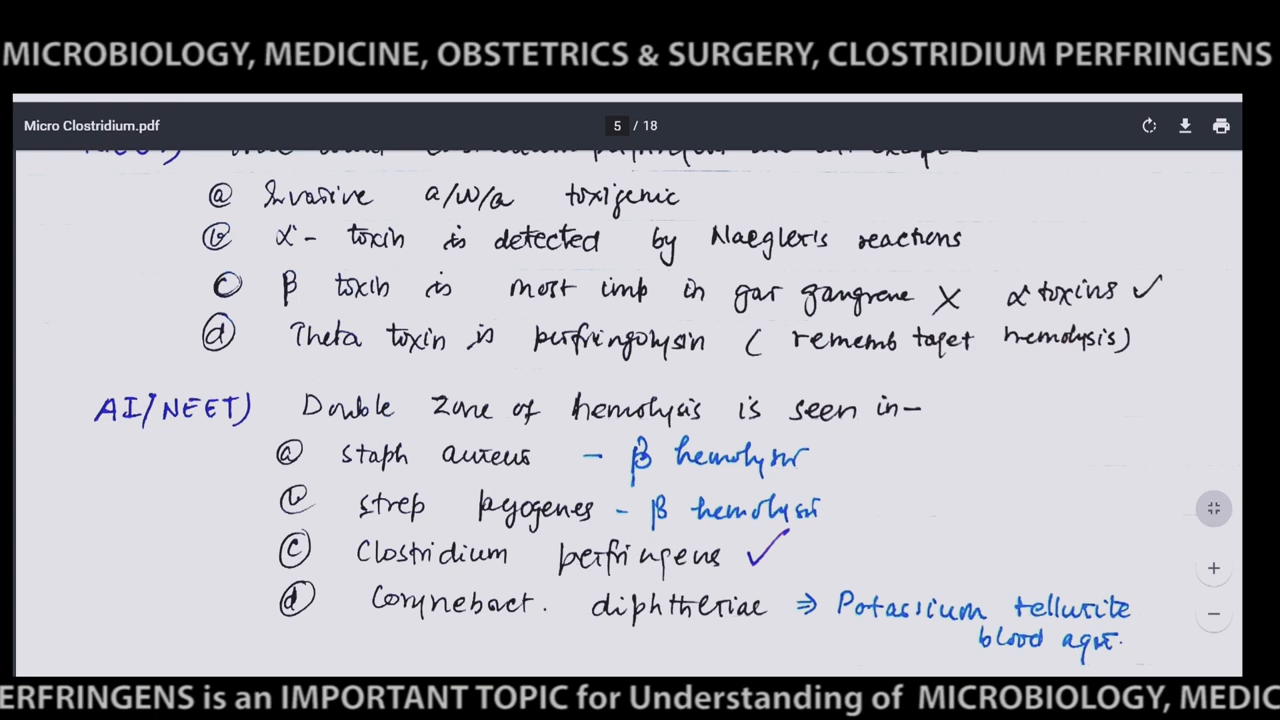 MICROBIOLOGY, MEDICINE, OBSTETRICS & SURGERY, CLOSTRIDIUM PERFRINGENS
Micro Clostridium.pdf 5 / 18
(a) Invasive a/w/a toxigenic
(b) α - toxin is detected by Naegler's reactions
(c) β toxin is most imp in gas gangrene X α toxins ✓
(d) Theta toxin is perfringolysin ( rememb taget hemolysis)
AI/NEET) Double zone of hemolysis is seen in-
(a) staph aureus - β hemolysis
(b) strep pyogenes - β hemolysis
(c) Clostridium perfringens ✓
(d) Corynebact. diphtheriae ⇒ Potassium tellurite
blood agar.
ERFRINGENS is an IMPORTANT TOPIC for Understanding of MICROBIOLOGY, MEDIC